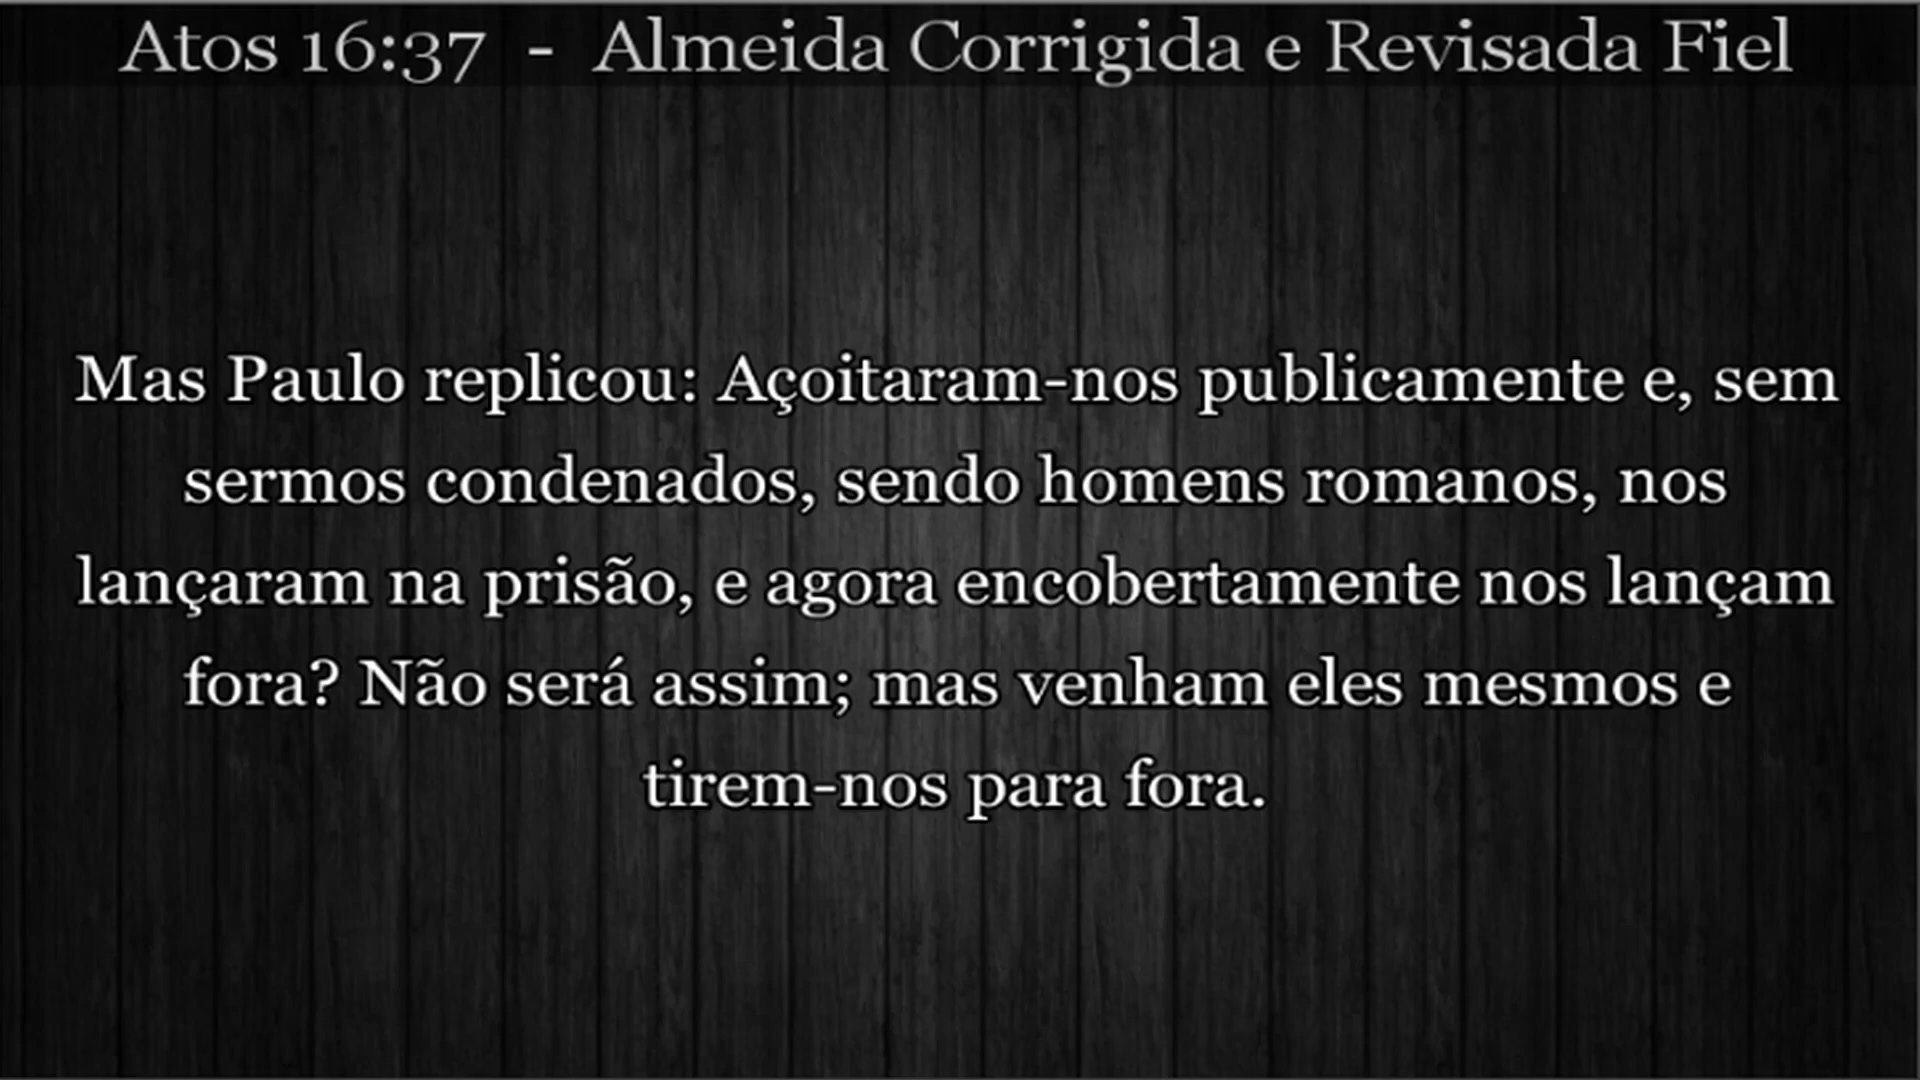 Atos 16:37 - Almeida Corrigida e Revisada Fiel
Mas Paulo replicou: Açoitaram-nos publicamente e, sem
sermos condenados, sendo homens romanos, nos
lançaram na prisão, e agora encobertamente nos lançam
fora? Não será assim; mas venham eles mesmos e
tirem-nos para fora.